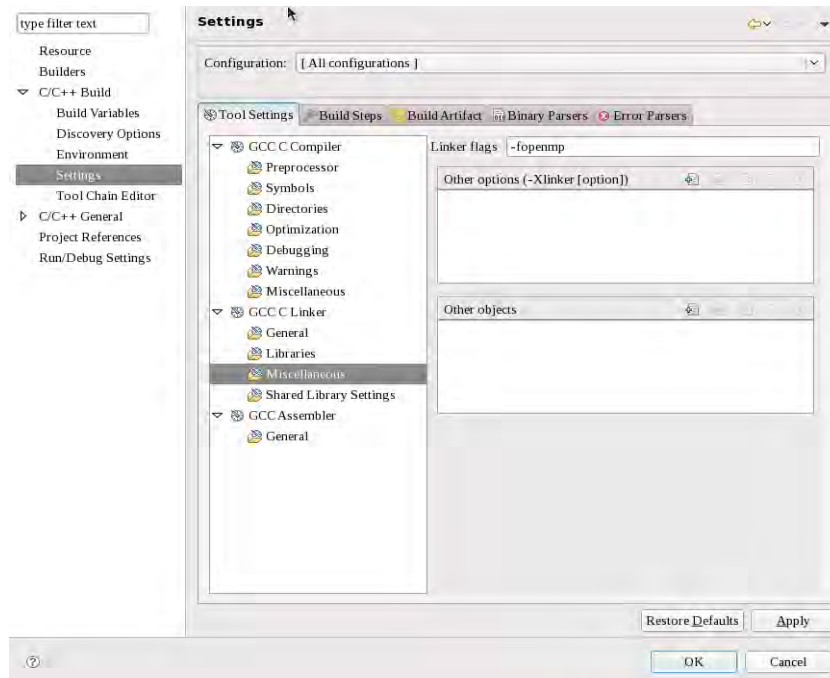 type filter text
Resource
Builders
C/C++ Build
Build Variables
Discovery Options
Environment
Settings
Tool Chain Editor
C/C++ General
Project References
Run/Debug Settings
Settings
Configuration: [ All configurations ]
Tool Settings Build Steps Build Artifact Binary Parsers Error Parsers
GCC C Compiler
Preprocessor
Symbols
Directories
Optimization
Debugging
Warnings
Miscellaneous
GCC C Linker
General
Libraries
Miscellaneous
Shared Library Settings
GCC Assembler
General
Linker flags -fopenmp
Other options (-Xlinker [option])
Other objects
Restore Defaults Apply
OK Cancel